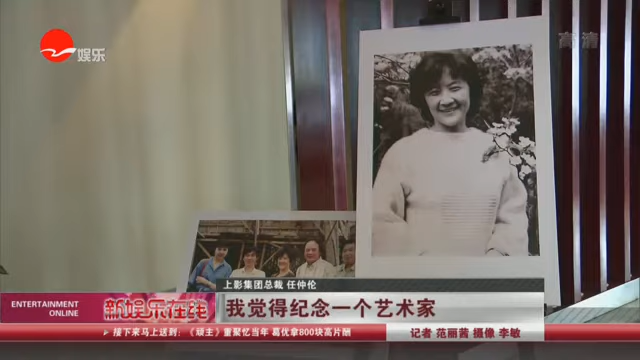 娱乐
高清
上影集团总裁 任仲伦
ENTERTAINMENT
ONLINE
新娱乐在线
我觉得纪念一个艺术家
接下来马上送到：《顽主》重聚忆当年 葛优拿800块高片酬
记者 范丽茜 摄像 李敏